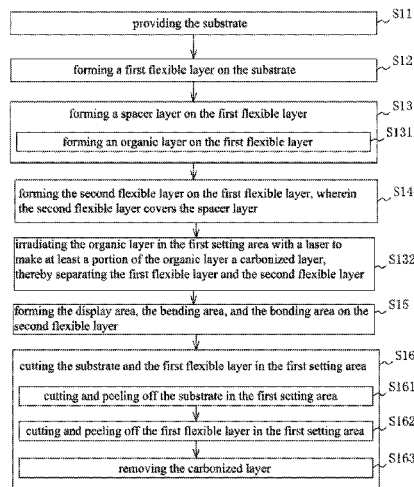 S11
providing the substrate
S12
forming a first flexible layer on the substrate
S13
forming a spacer layer on the first flexible layer
S131
forming an organic layer on the first flexible layer
S14
forming the second flexible layer on the first flexible layer, wherein
the second flexible layer covers the spacer layer
S132
irradiating the organic layer in the first setting area with a laser to
make at least a portion of the organic layer a carbonized layer,
thereby separating the first flexible layer and the second flexible layer
S15
forming the display area, the bending area, and the bonding area on the
second flexible layer
S16
cutting the substrate and the first flexible layer in the first setting area
S161
cutting and peeling off the substrate in the first setting area
S162
cutting and peeling off the first flexible layer in the first setting area
S163
removing the carbonized layer